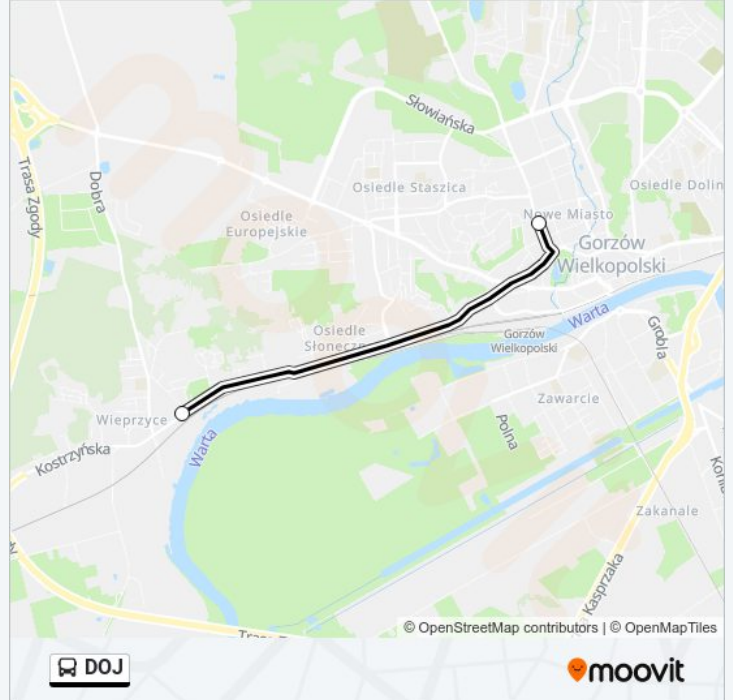 Słowiańska
Trasa Zgody
Dobra
Osiedle Staszica
Osiedle Dolin
Osiedle
Europejskie
Nowe Miasto
Gorzów
Wielkopolski
Warta
Osiedle
Słoneczn
Gorzów
Wielkopolski
Grobla
Zawarcie
Wieprzyce
Kostrzyńska
Warta
Polna
Zakanale
Kasprzaka
© OpenStreetMap contributors | © OpenMapTiles
DOJ
moovit